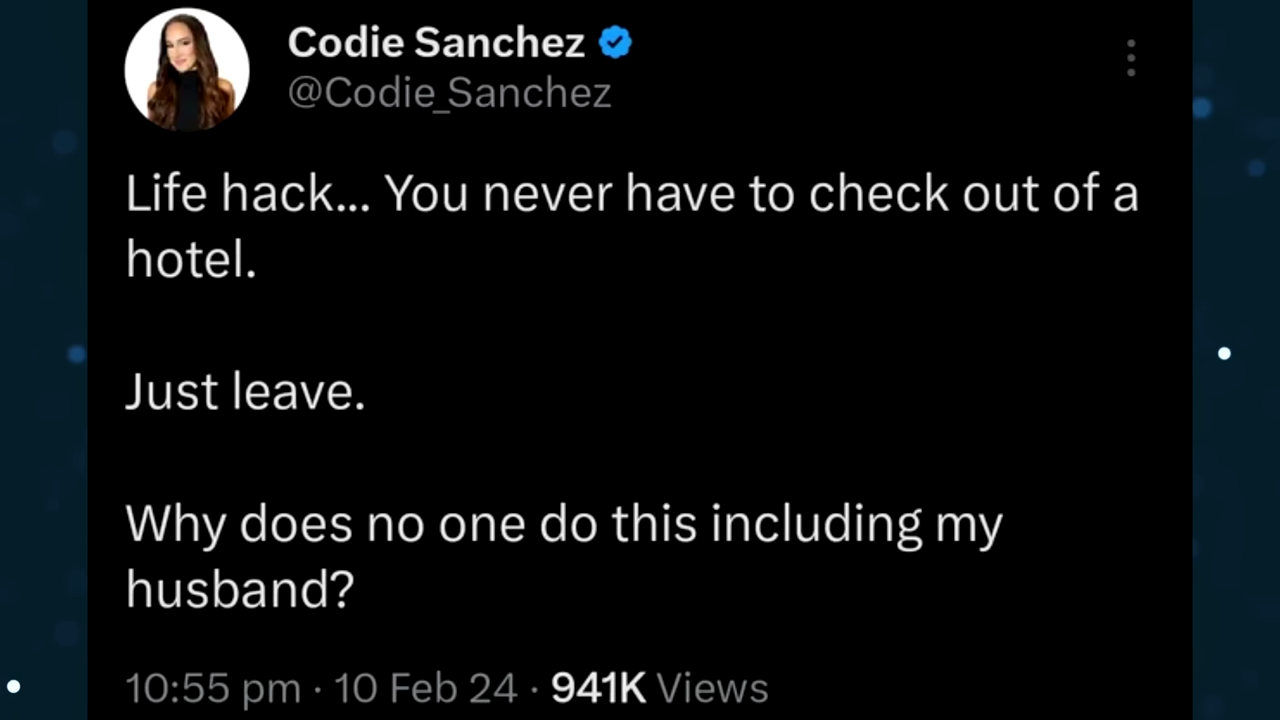 Codie Sanchez
@Codie_Sanchez
Life hack... You never have to check out of a
hotel.
Just leave.
Why does no one do this including my
husband?
10:55 pm · 10 Feb 24 · 941K Views